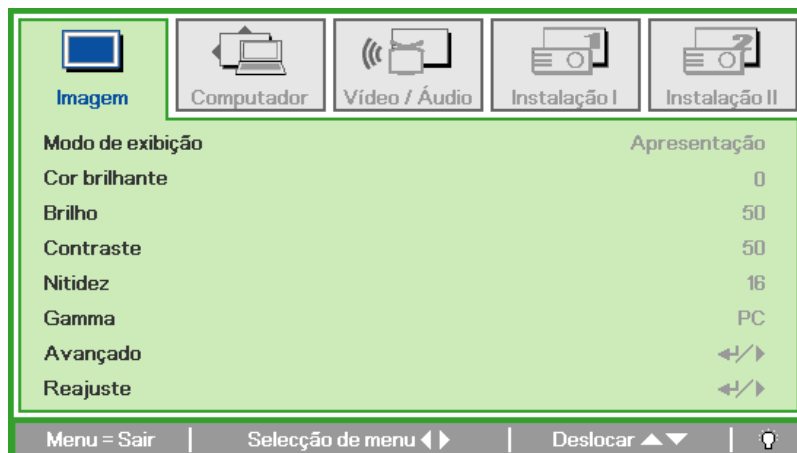 Imagem Computador Vídeo / Áudio Instalação I Instalação II
Modo de exibição Apresentação
Cor brilhante 0
Brilho 50
Contraste 50
Nitidez 16
Gamma PC
Avançado
Reajuste
Menu = Sair Selecção de menu Deslocar